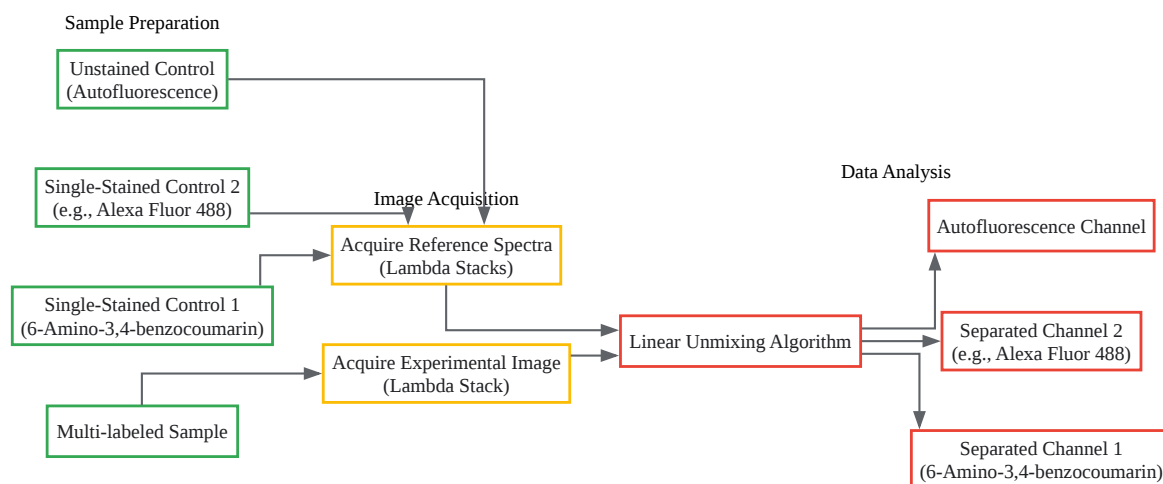 Sample Preparation
Unstained Control
(Autofluorescence)
Single-Stained Control 2
(e.g., Alexa Fluor 488)
Single-Stained Control 1
(6-Amino-3,4-benzocoumarin)
Multi-labeled Sample
Image Acquisition
Acquire Reference Spectra
(Lambda Stacks)
Acquire Experimental Image
(Lambda Stack)
Data Analysis
Linear Unmixing Algorithm
Autofluorescence Channel
Separated Channel 2
(e.g., Alexa Fluor 488)
Separated Channel 1
(6-Amino-3,4-benzocoumarin)